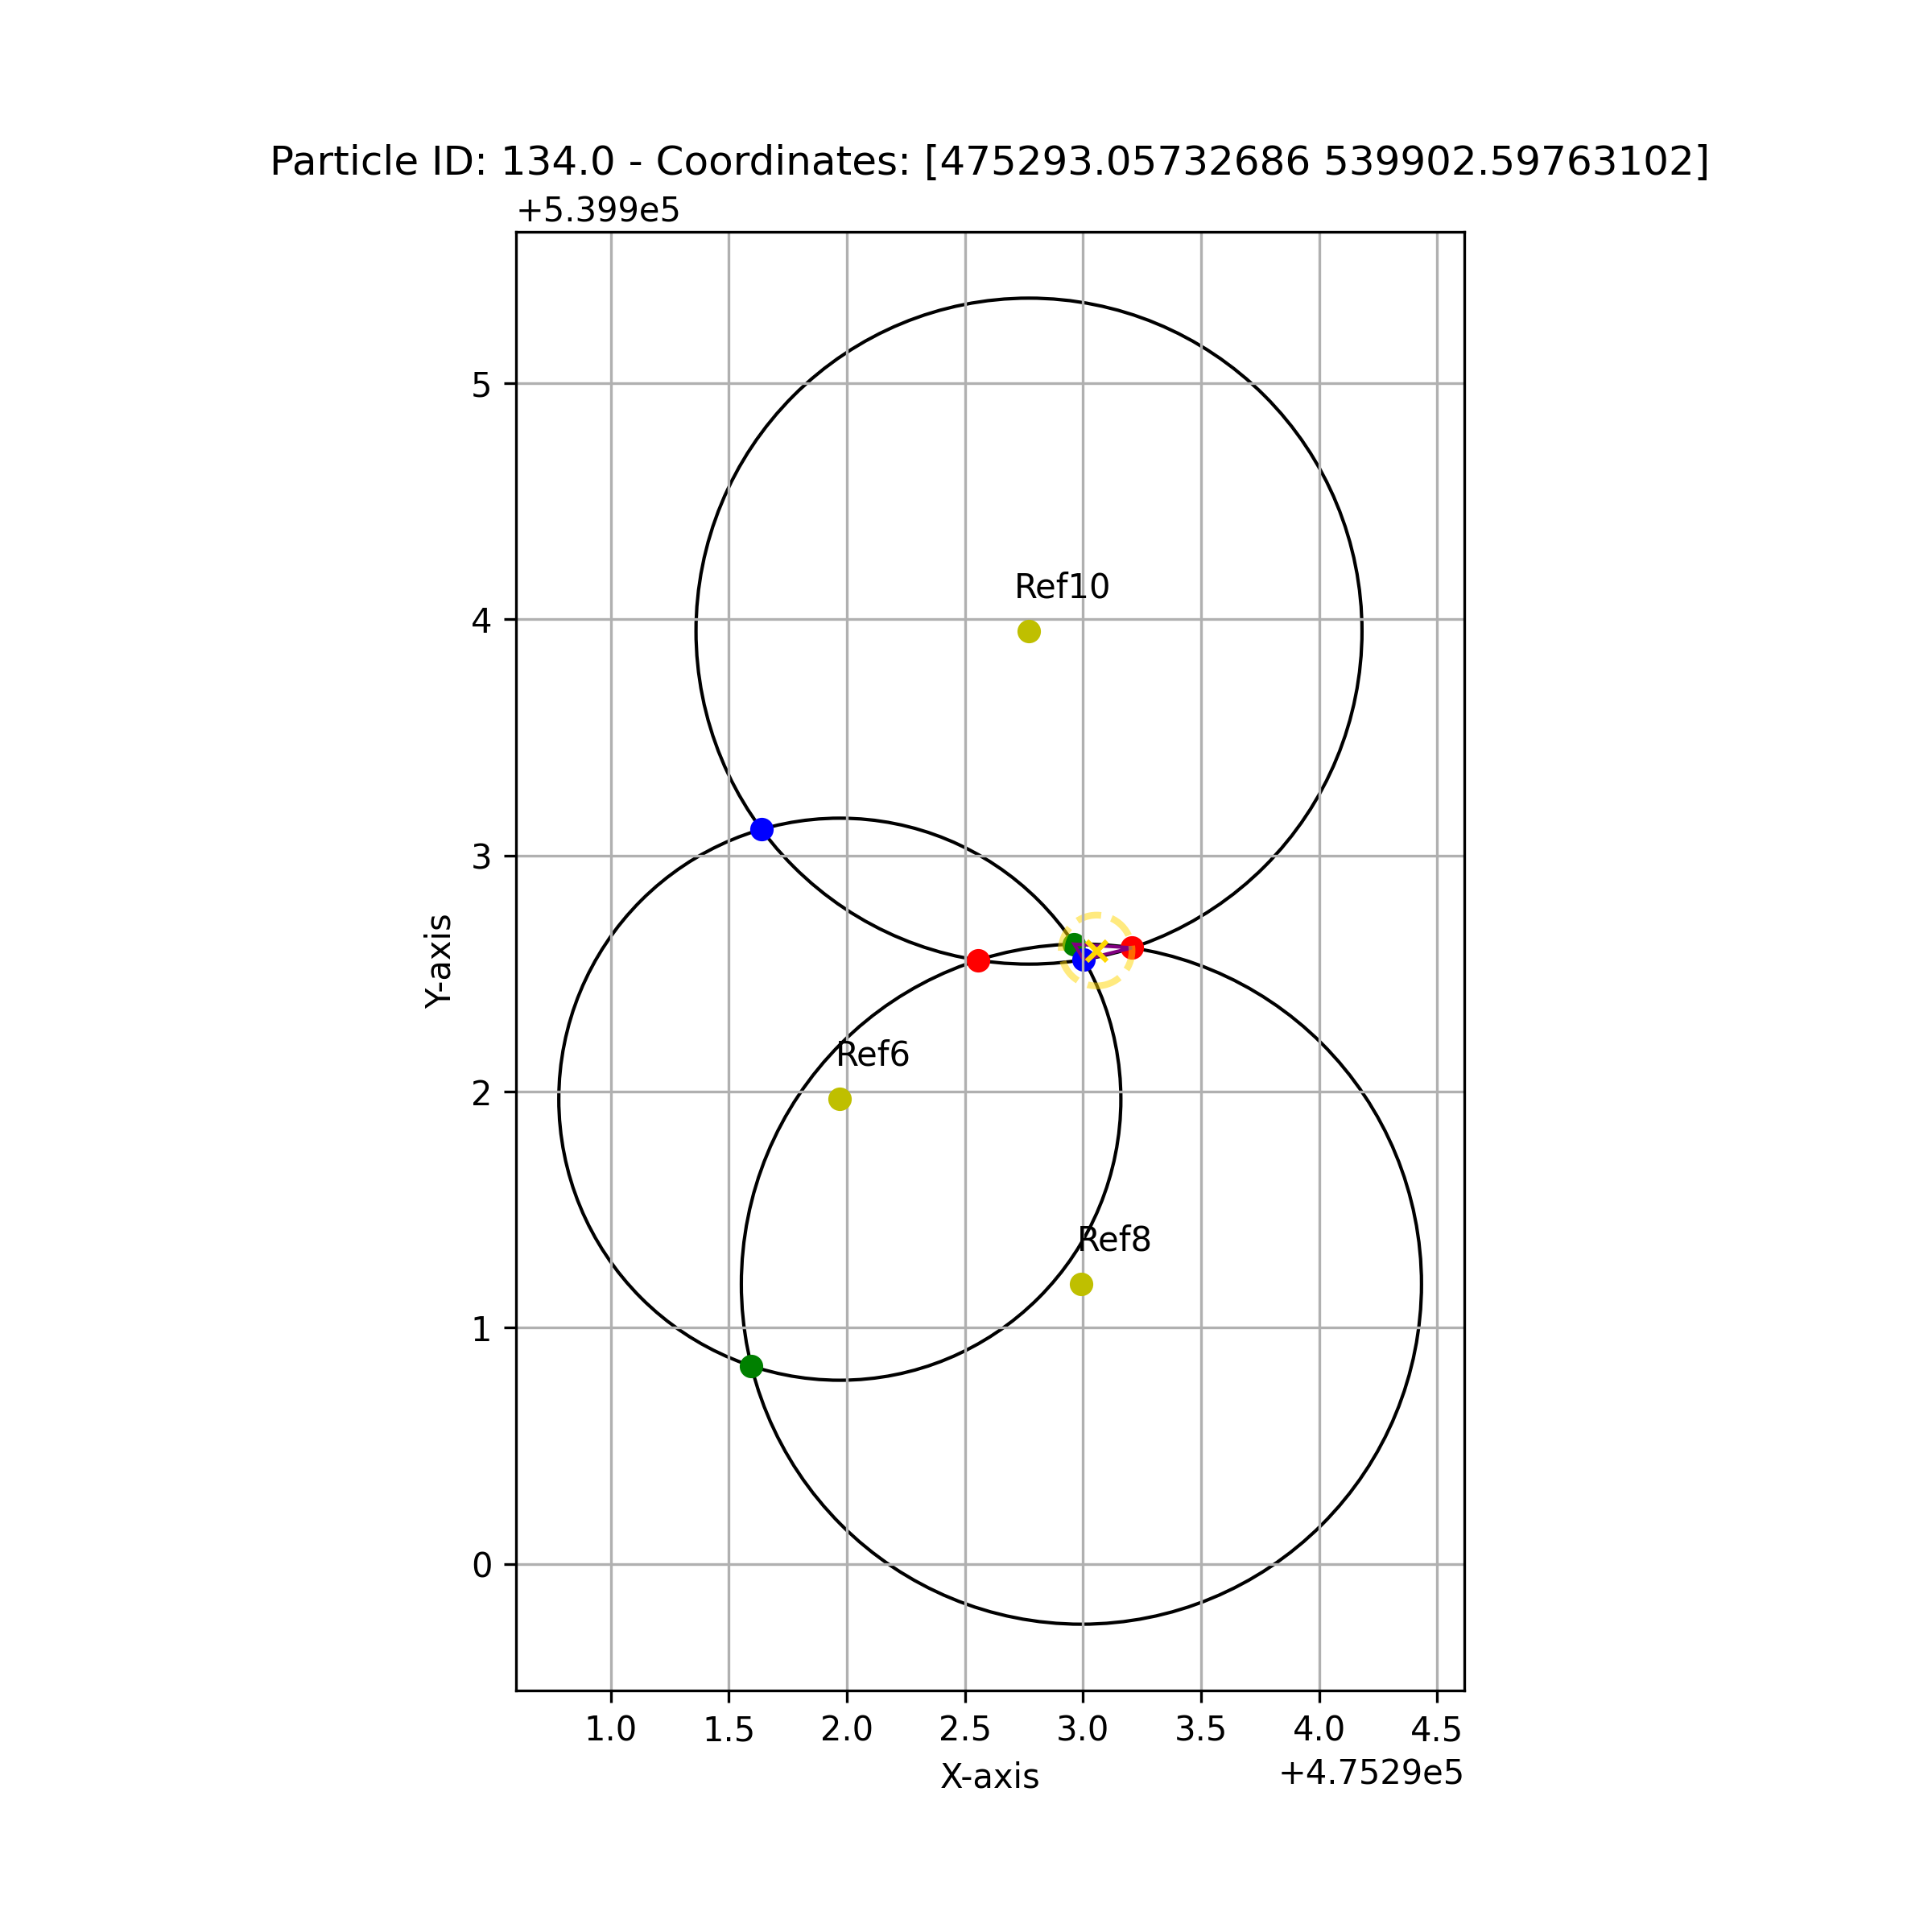 Particle ID: 134.0 - Coordinates: [475293.05732686 539902.59763102]
+5.399e5
5
Ref10
4
3
Y-axis
Ref6
2
Ref8
1
0
1.0 1.5 2.0 2.5 3.0 3.5 4.0 4.5
X-axis
+4.7529e5